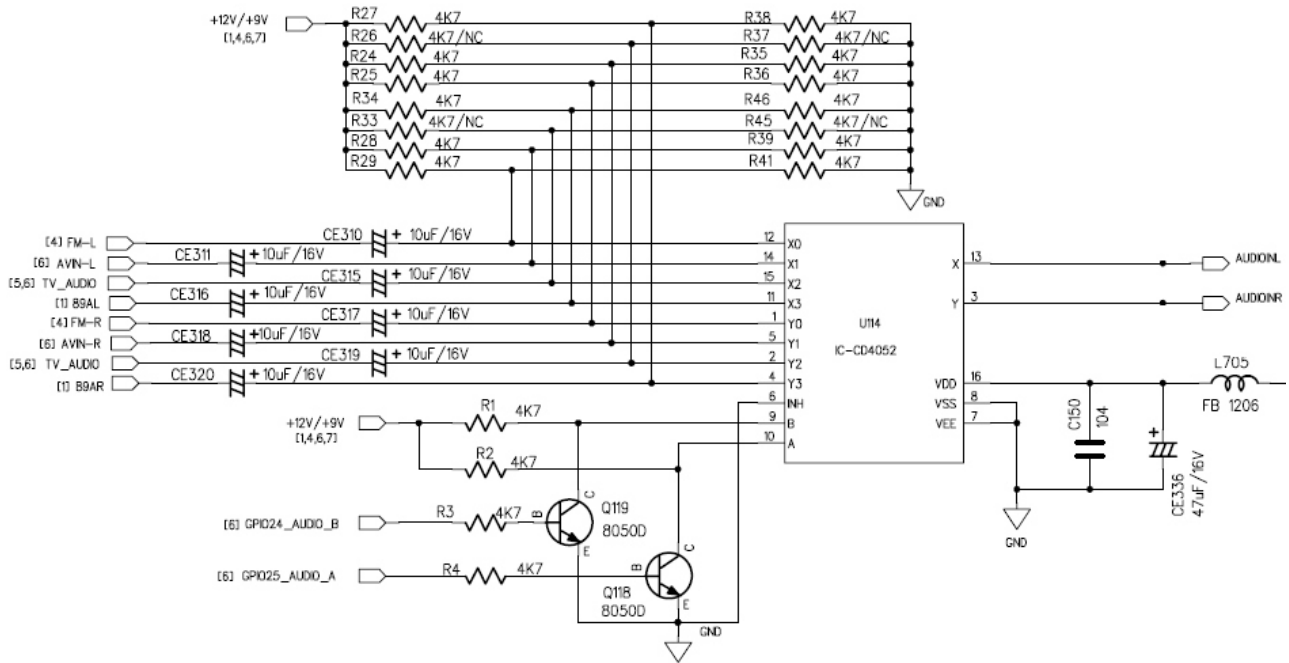 +12V/+9V
[1,4,6,7]
R27 4K7 R38 4K7
R26 4K7/NC R37 4K7/NC
R24 4K7 R35 4K7
R25 4K7 R36 4K7
R34 4K7 R46 4K7
R33 4K7/NC R45 4K7/NC
R28 4K7 R39 4K7
R29 4K7 R41 4K7
GND
[4] FM-L CE310 + 10uF/16V 12 X0
[6] AVIN-L CE311 + 10uF/16V 14 X1
[5,6] TV_AUDIO CE315 + 10uF/16V 15 X2
[1] B9AL CE316 + 10uF/16V 11 X3
[4] FM-R CE317 + 10uF/16V 1 Y0
[6] AVIN-R CE318 +10uF/16V 5 Y1
[5,6] TV_AUDIO CE319 + 10uF/16V 2 Y2
[1] B9AR CE320 + 10uF/16V 4 Y3
6 INH
9 B
10 A
U114
IC-CD4052
X 13 AUDIOINL
Y 3 AUDIOINR
VDD 16
VSS 8
VEE 7
L705
FB 1206
C150
104
+
CE336
47uF/16V
GND
+12V/+9V
[1,4,6,7]
R1 4K7
R2 4K7
[6] GPIO24_AUDIO_B R3 4K7 B C E
Q119
8050D
[6] GPIO25_AUDIO_A R4 4K7 B C E
Q118
8050D
GND